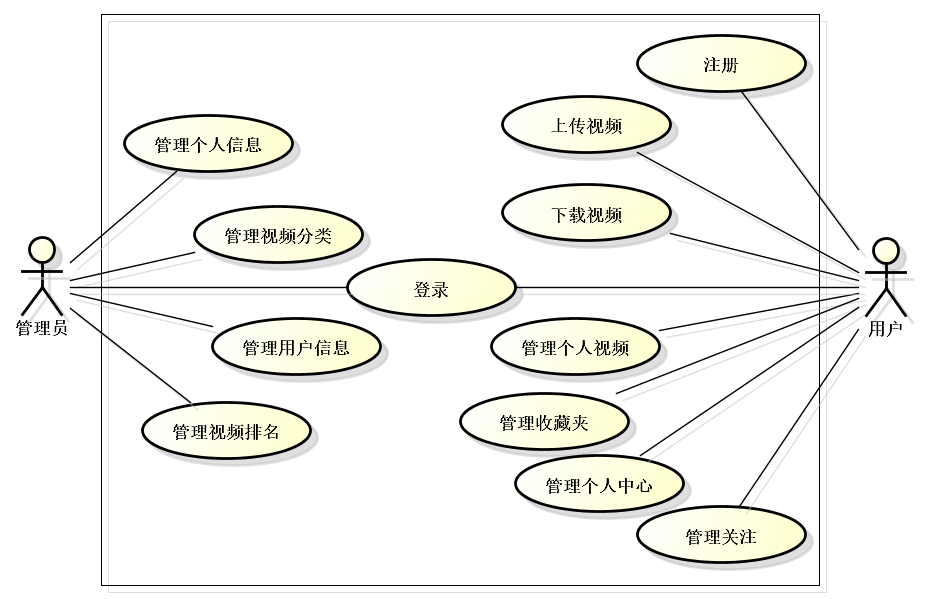 注册
上传视频
管理个人信息
下载视频
管理视频分类
登录
管理员
用户
管理用户信息
管理个人视频
管理收藏夹
管理视频排名
管理个人中心
管理关注